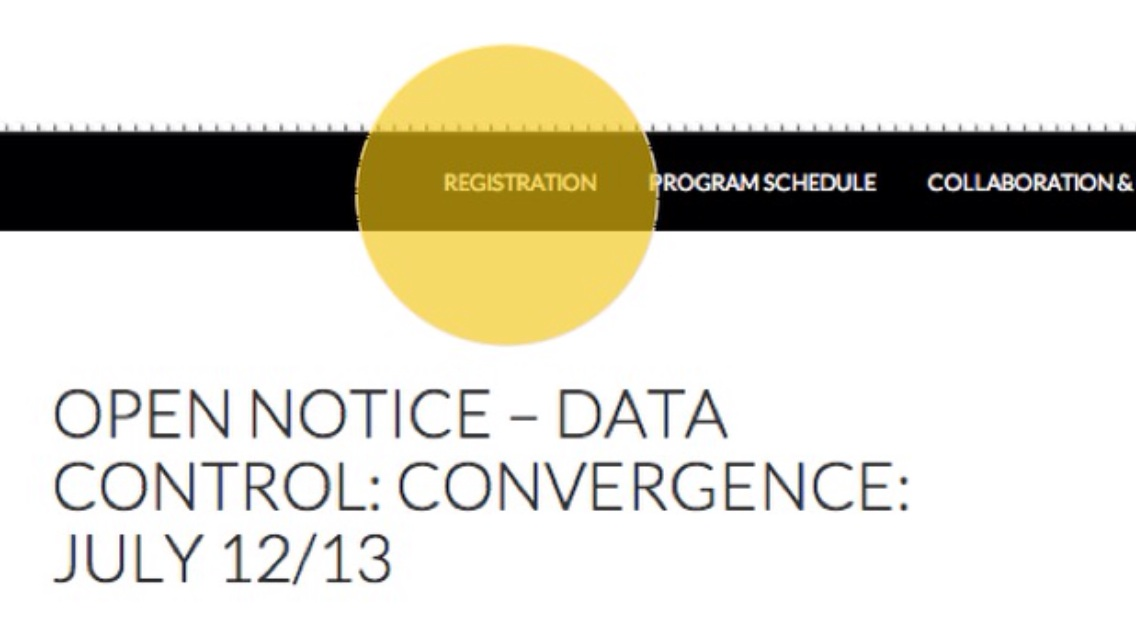 REGISTRATION PROGRAM SCHEDULE COLLABORATION &
OPEN NOTICE – DATA
CONTROL: CONVERGENCE:
JULY 12/13